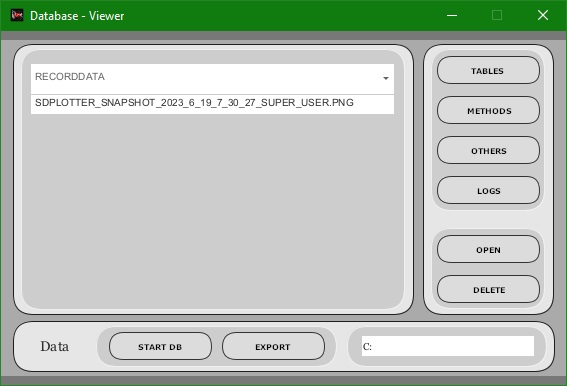 Database - Viewer
RECORDDATA
SDPLOTTER_SNAPSHOT_2023_6_19_7_30_27_SUPER_USER.PNG
TABLES
METHODS
OTHERS
LOGS
OPEN
DELETE
Data
START DB
EXPORT
C: